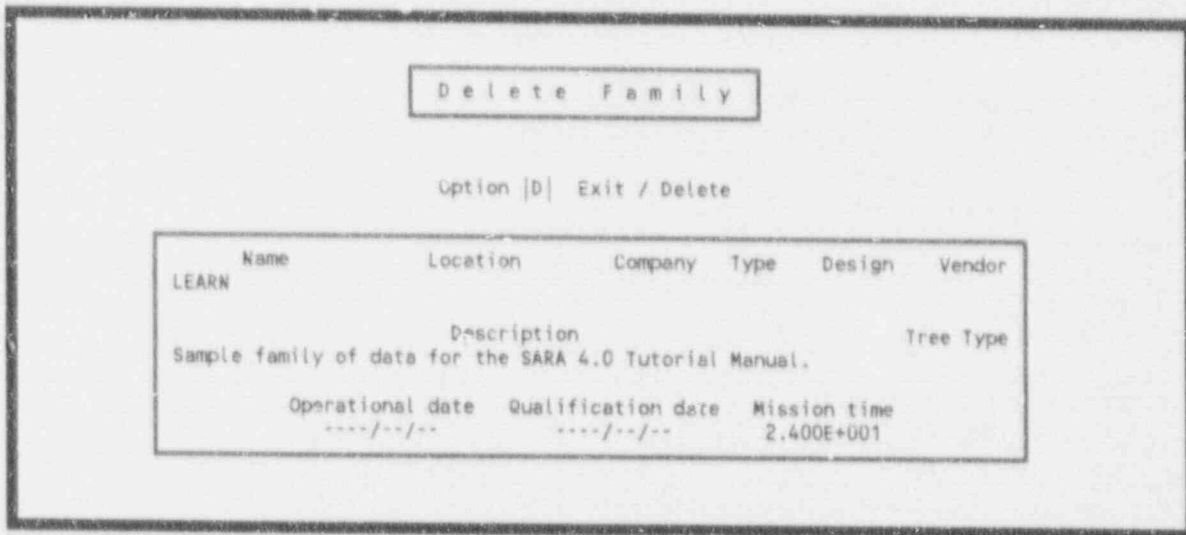 Delete Family
Option |D| Exit / Delete
Name Location Company Type Design Vendor
LEARN
Description Tree Type
Sample family of data for the SARA 4.0 Tutorial Manual.
Operational date Qualification date Mission time
----/--/-- ----/--/-- 2.400E+001